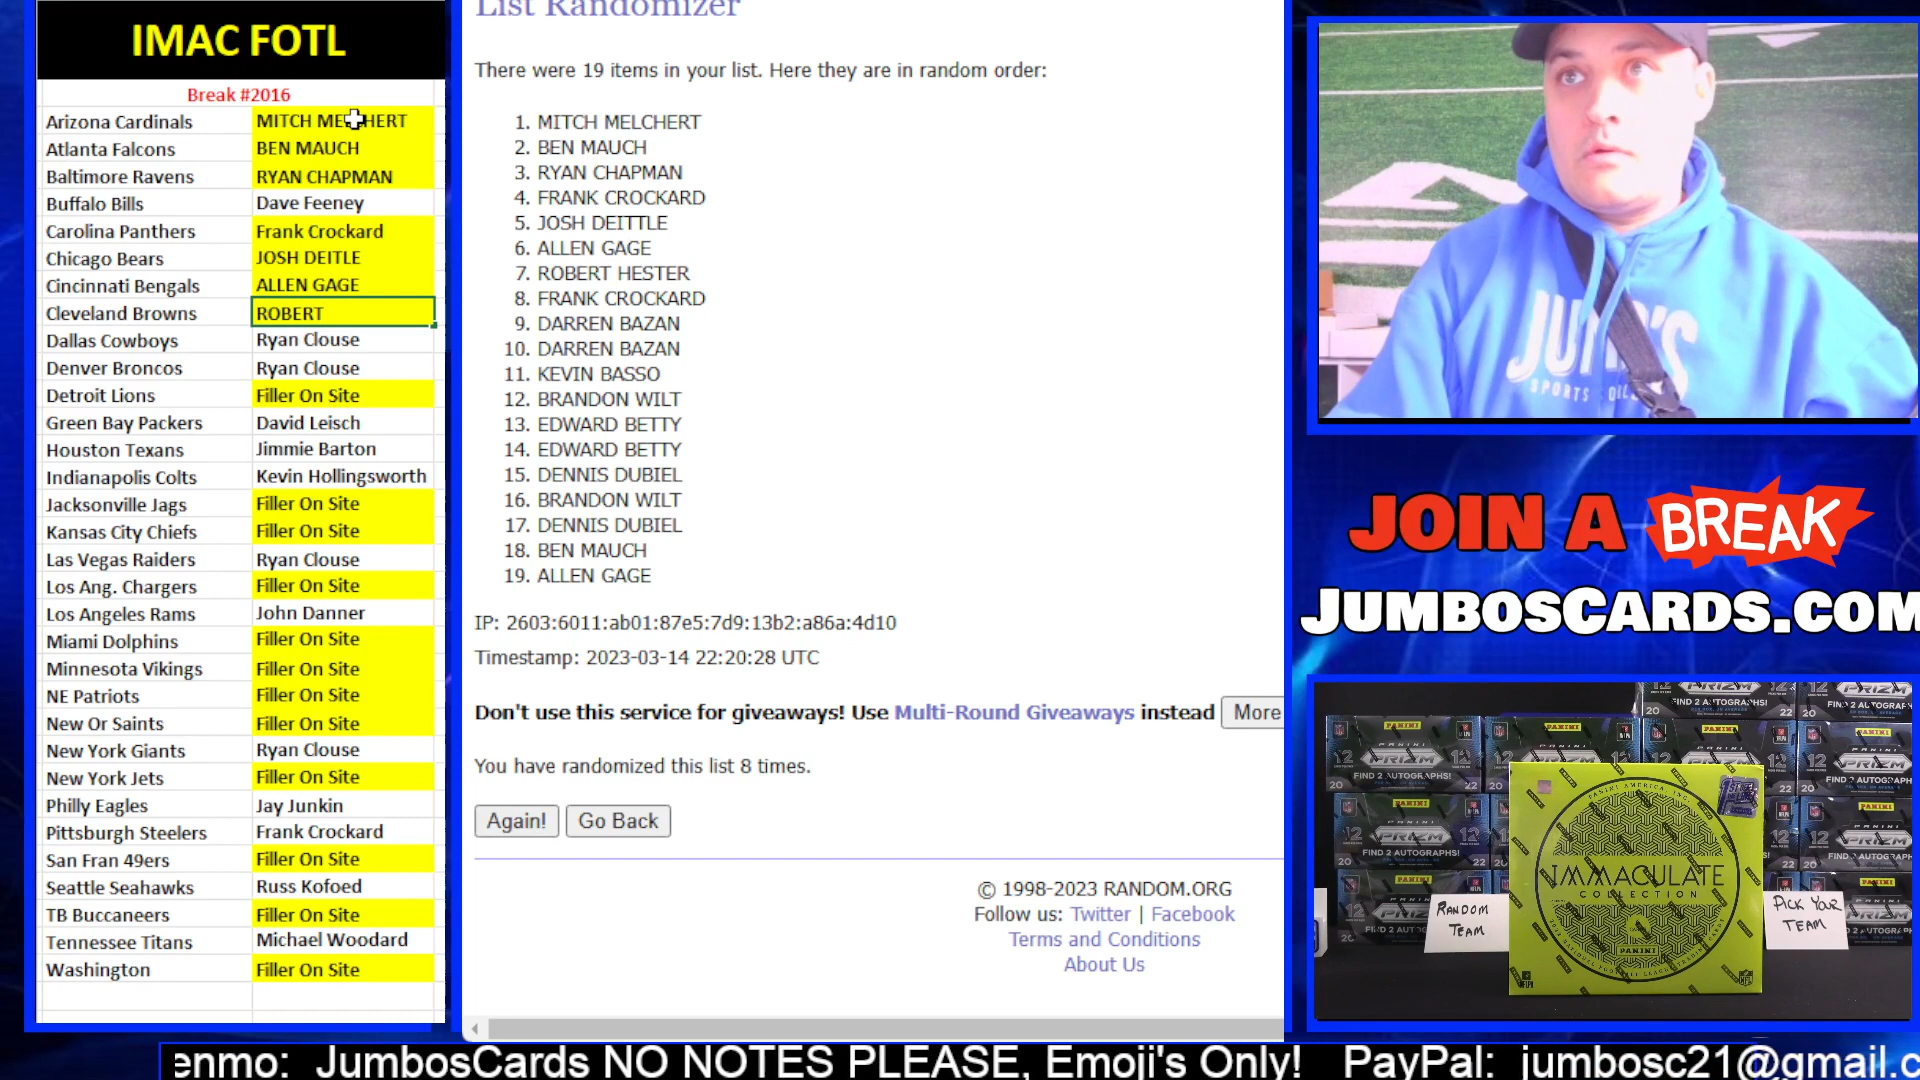 IMAC FOTL
Break #2016
Arizona Cardinals MITCH MELCHERT
Atlanta Falcons BEN MAUCH
Baltimore Ravens RYAN CHAPMAN
Buffalo Bills Dave Feeney
Carolina Panthers Frank Crockard
Chicago Bears JOSH DEITLE
Cincinnati Bengals ALLEN GAGE
Cleveland Browns ROBERT
Dallas Cowboys Ryan Clouse
Denver Broncos Ryan Clouse
Detroit Lions Filler On Site
Green Bay Packers David Leisch
Houston Texans Jimmie Barton
Indianapolis Colts Kevin Hollingsworth
Jacksonville Jags Filler On Site
Kansas City Chiefs Filler On Site
Las Vegas Raiders Ryan Clouse
Los Ang. Chargers Filler On Site
Los Angeles Rams John Danner
Miami Dolphins Filler On Site
Minnesota Vikings Filler On Site
NE Patriots Filler On Site
New Or Saints Filler On Site
New York Giants Ryan Clouse
New York Jets Filler On Site
Philly Eagles Jay Junkin
Pittsburgh Steelers Frank Crockard
San Fran 49ers Filler On Site
Seattle Seahawks Russ Kofoed
TB Buccaneers Filler On Site
Tennessee Titans Michael Woodard
Washington Filler On Site
List Randomizer
There were 19 items in your list. Here they are in random order:
1. MITCH MELCHERT
2. BEN MAUCH
3. RYAN CHAPMAN
4. FRANK CROCKARD
5. JOSH DEITTLE
6. ALLEN GAGE
7. ROBERT HESTER
8. FRANK CROCKARD
9. DARREN BAZAN
10. DARREN BAZAN
11. KEVIN BASSO
12. BRANDON WILT
13. EDWARD BETTY
14. EDWARD BETTY
15. DENNIS DUBIEL
16. BRANDON WILT
17. DENNIS DUBIEL
18. BEN MAUCH
19. ALLEN GAGE
IP: 2603:6011:ab01:87e5:7d9:13b2:a86a:4d10
Timestamp: 2023-03-14 22:20:28 UTC
Don't use this service for giveaways! Use Multi-Round Giveaways instead More
You have randomized this list 8 times.
Again! Go Back
© 1998-2023 RANDOM.ORG
Follow us: Twitter | Facebook
Terms and Conditions
About Us
SPORTS
JOIN A BREAK
JUMBOSCARDS.COM
PANINI
PRIZM
FIND 2 AUTOGRAPHS!
PANINI AMERICA, INC.
IMMACULATE
COLLECTION
PANINI
RANDOM
TEAM
PICK YOUR
TEAM
enmo: JumbosCards NO NOTES PLEASE, Emoji's Only! PayPal: jumbosc21@gmail.c